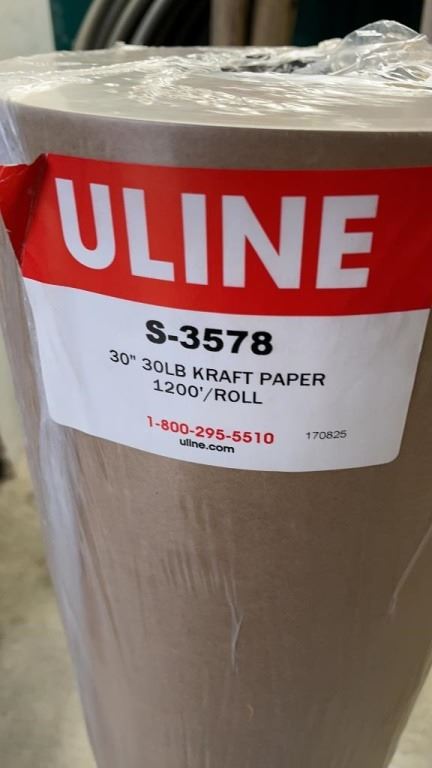 ULINE
S-3578
30" 30LB KRAFT PAPER
1200'/ROLL
1-800-295-5510 170825
uline.com